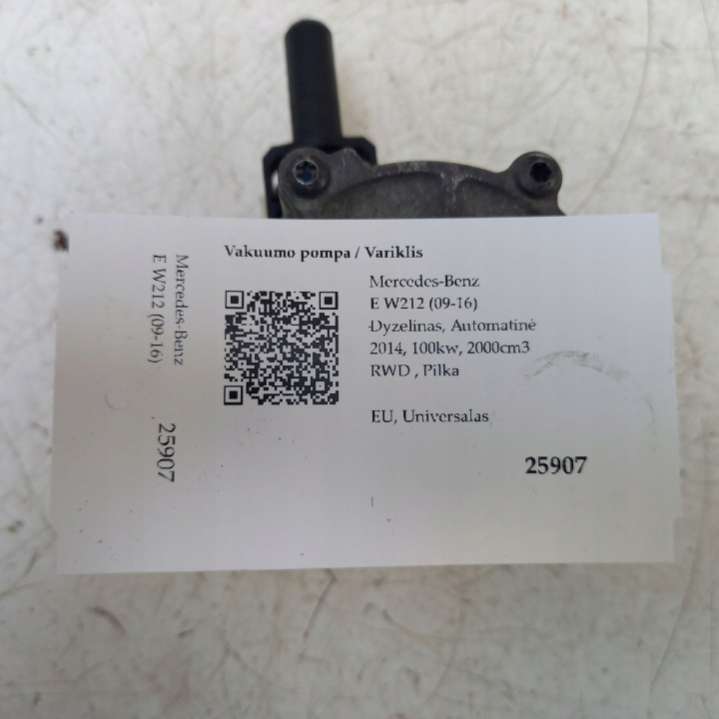 Vakuumo pompa / Variklis
Mercedes-Benz
E W212 (09-16)
Dyzelinas, Automatinė
2014, 100kw, 2000cm3
RWD , Pilka
EU, Universalas
25907
Mercedes-Benz
E W212 (09-16)
25907